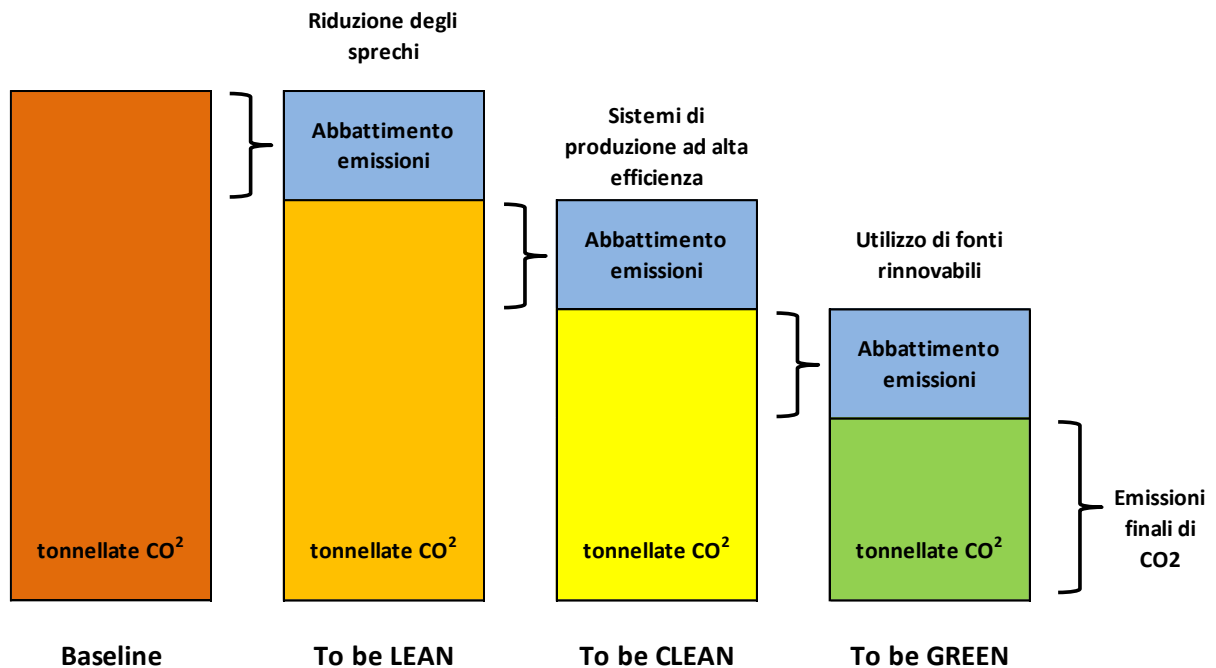 Riduzione degli
sprechi
Abbattimento
emissioni
Sistemi di
produzione ad alta
efficienza
Abbattimento
emissioni
Utilizzo di fonti
rinnovabili
Abbattimento
emissioni
tonnellate CO²
tonnellate CO²
tonnellate CO²
tonnellate CO²
Emissioni
finali di
CO2
Baseline
To be LEAN
To be CLEAN
To be GREEN